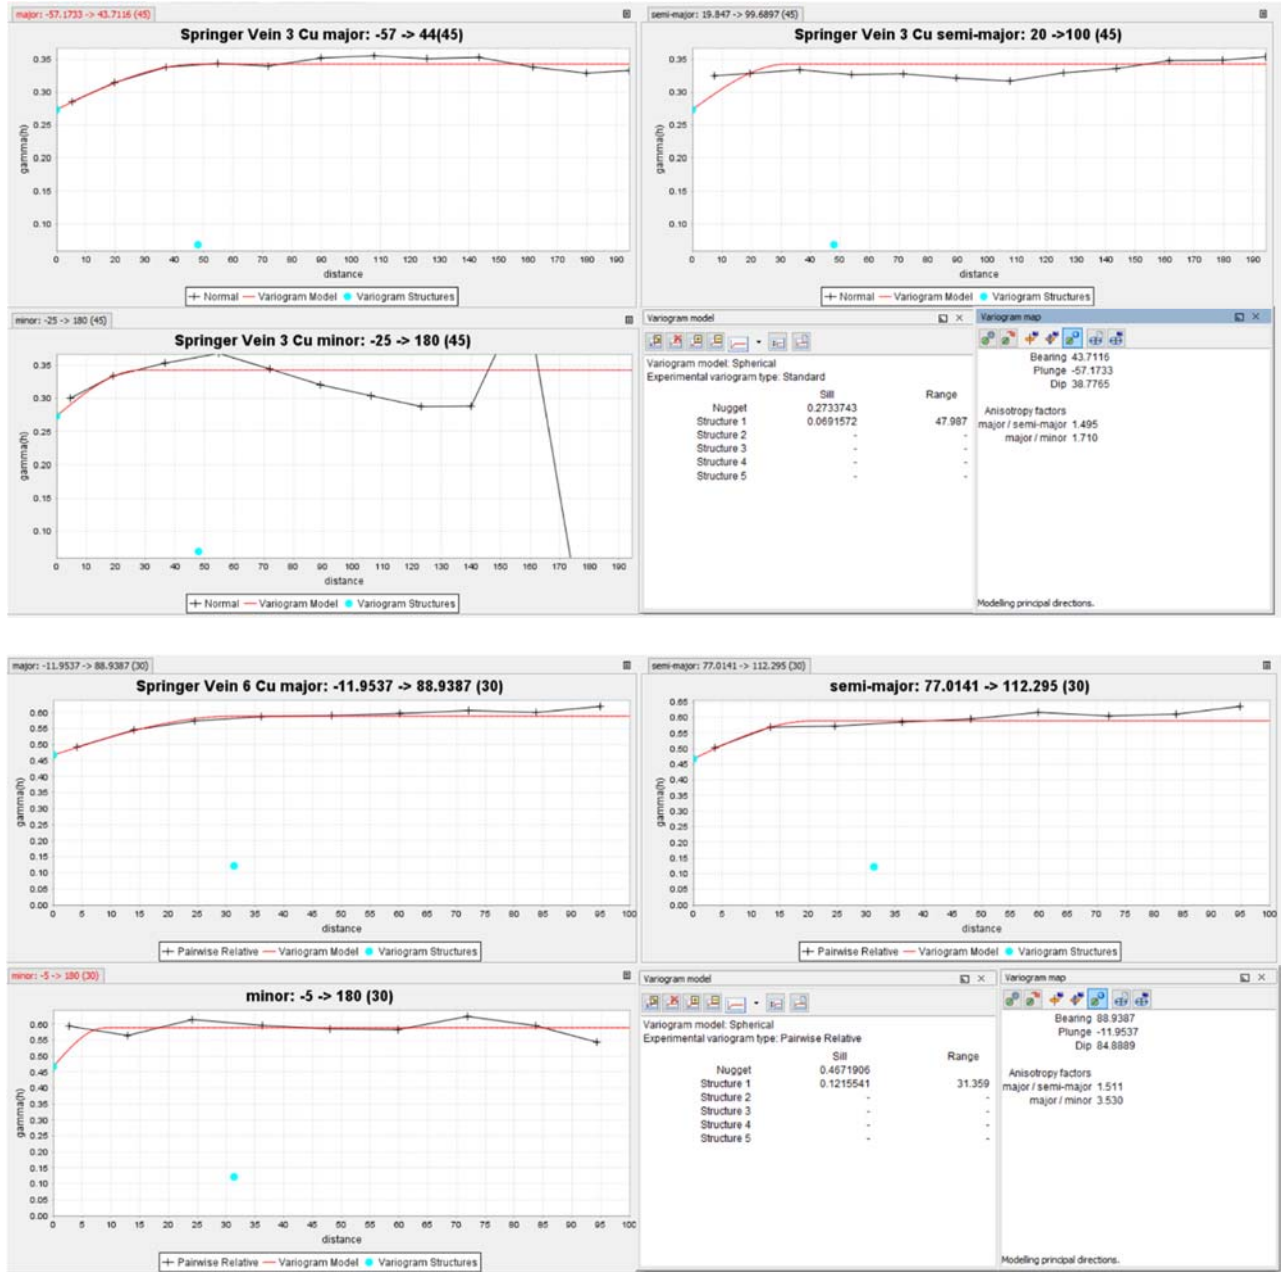 major: -57.1733 -> 43.7116 (45)
Springer Vein 3 Cu major: -57 -> 44(45)
0.35
0.30
0.25
0.20
0.15
0.10
gamma(h)
0 10 20 30 40 50 60 70 80 90 100 110 120 130 140 150 160 170 180 190
distance
Normal Variogram Model Variogram Structures
semi-major: 19.847 -> 99.6897 (45)
Springer Vein 3 Cu semi-major: 20 ->100 (45)
0.35
0.30
0.25
0.20
0.15
0.10
gamma(h)
0 10 20 30 40 50 60 70 80 90 100 110 120 130 140 150 160 170 180 190
distance
Normal Variogram Model Variogram Structures
minor: -25 -> 180 (45)
Springer Vein 3 Cu minor: -25 -> 180 (45)
0.35
0.30
0.25
0.20
0.15
0.10
gamma(h)
0 10 20 30 40 50 60 70 80 90 100 110 120 130 140 150 160 170 180 190
distance
Normal Variogram Model Variogram Structures
Variogram model
Variogram model: Spherical
Experimental variogram type: Standard
Sill Range
Nugget 0.2733743
Structure 1 0.0691572 47.987
Structure 2 - -
Structure 3 - -
Structure 4 - -
Structure 5 - -
Variogram map
Bearing 43.7116
Plunge -57.1733
Dip 38.7765
Anisotropy factors
major / semi-major 1.495
major / minor 1.710
Modelling principal directions.
major: -11.9537 -> 88.9387 (30)
Springer Vein 6 Cu major: -11.9537 -> 88.9387 (30)
0.60
0.55
0.50
0.45
0.40
0.35
0.30
0.25
0.20
0.15
0.10
0.05
0.00
gamma(h)
0 5 10 15 20 25 30 35 40 45 50 55 60 65 70 75 80 85 90 95 100
distance
Pairwise Relative Variogram Model Variogram Structures
semi-major: 77.0141 -> 112.295 (30)
semi-major: 77.0141 -> 112.295 (30)
0.65
0.60
0.55
0.50
0.45
0.40
0.35
0.30
0.25
0.20
0.15
0.10
0.05
0.00
gamma(h)
0 5 10 15 20 25 30 35 40 45 50 55 60 65 70 75 80 85 90 95 100
distance
Pairwise Relative Variogram Model Variogram Structures
minor: -5 -> 180 (30)
minor: -5 -> 180 (30)
0.60
0.55
0.50
0.45
0.40
0.35
0.30
0.25
0.20
0.15
0.10
0.05
0.00
gamma(h)
0 5 10 15 20 25 30 35 40 45 50 55 60 65 70 75 80 85 90 95 100
distance
Pairwise Relative Variogram Model Variogram Structures
Variogram model
Variogram model: Spherical
Experimental variogram type: Pairwise Relative
Sill Range
Nugget 0.4671906
Structure 1 0.1215541 31.359
Structure 2 - -
Structure 3 - -
Structure 4 - -
Structure 5 - -
Variogram map
Bearing 88.9387
Plunge -11.9537
Dip 84.8889
Anisotropy factors
major / semi-major 1.511
major / minor 3.530
Modelling principal directions.